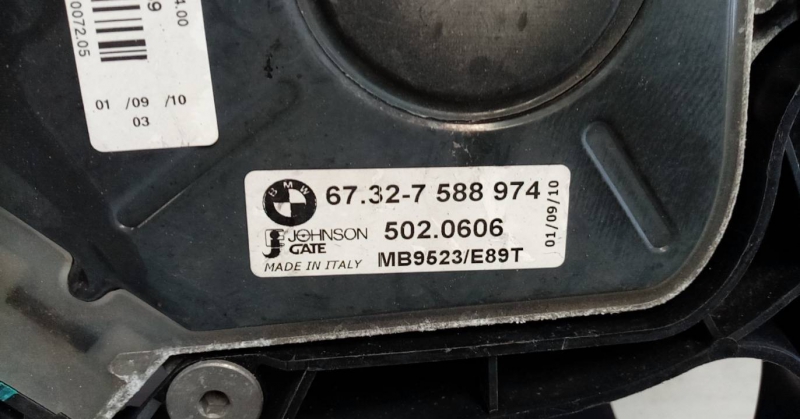 4.00
9
0072.05
01 /09 /10
03
BMW
67.32-7 588 974
JOHNSON
GATE
502.0606
MADE IN ITALY
MB9523/E89T
01/09/10